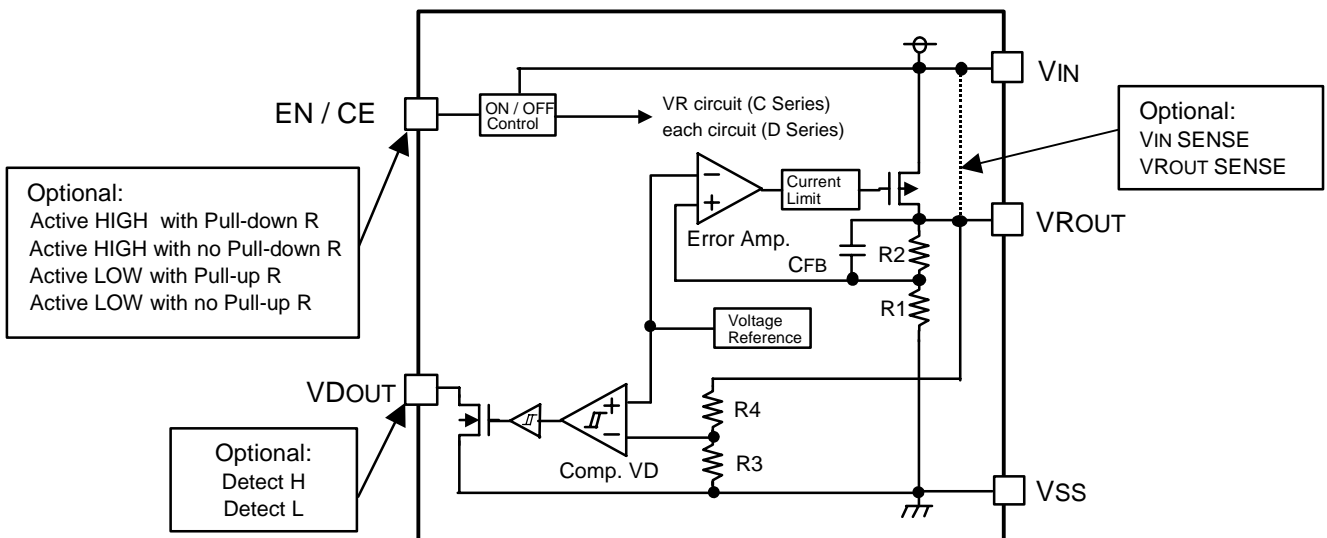 VIN
EN / CE
ON / OFF
Control
VR circuit (C Series)
each circuit (D Series)
Optional:
VIN SENSE
VROUT SENSE
Optional:
Active HIGH with Pull-down R
Active HIGH with no Pull-down R
Active LOW with Pull-up R
Active LOW with no Pull-up R
−
+
Current
Limit
Error Amp.
CFB
R2
R1
VROUT
Voltage
Reference
VDOUT
+
−
Comp. VD
R4
R3
Optional:
Detect H
Detect L
VSS